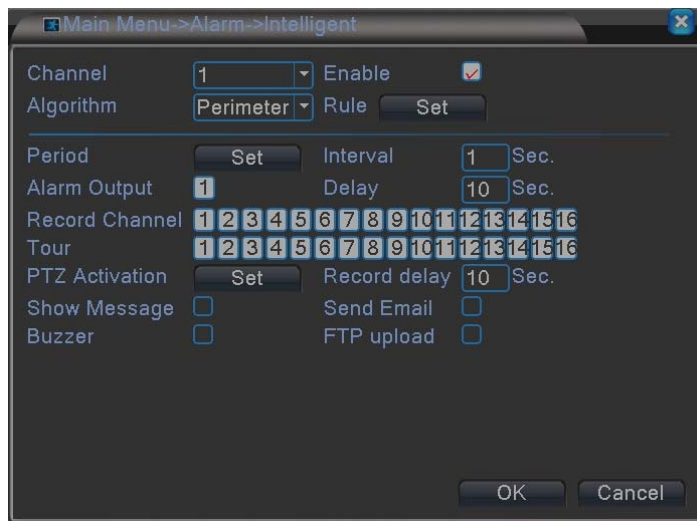 Main Menu->Alarm->Intelligent
Channel 1 Enable
Algorithm Perimeter Rule Set
Period Set Interval 1 Sec.
Alarm Output 1 Delay 10 Sec.
Record Channel 1 2 3 4 5 6 7 8 9 10 11 12 13 14 15 16
Tour 1 2 3 4 5 6 7 8 9 10 11 12 13 14 15 16
PTZ Activation Set Record delay 10 Sec.
Show Message Send Email
Buzzer FTP upload
OK Cancel